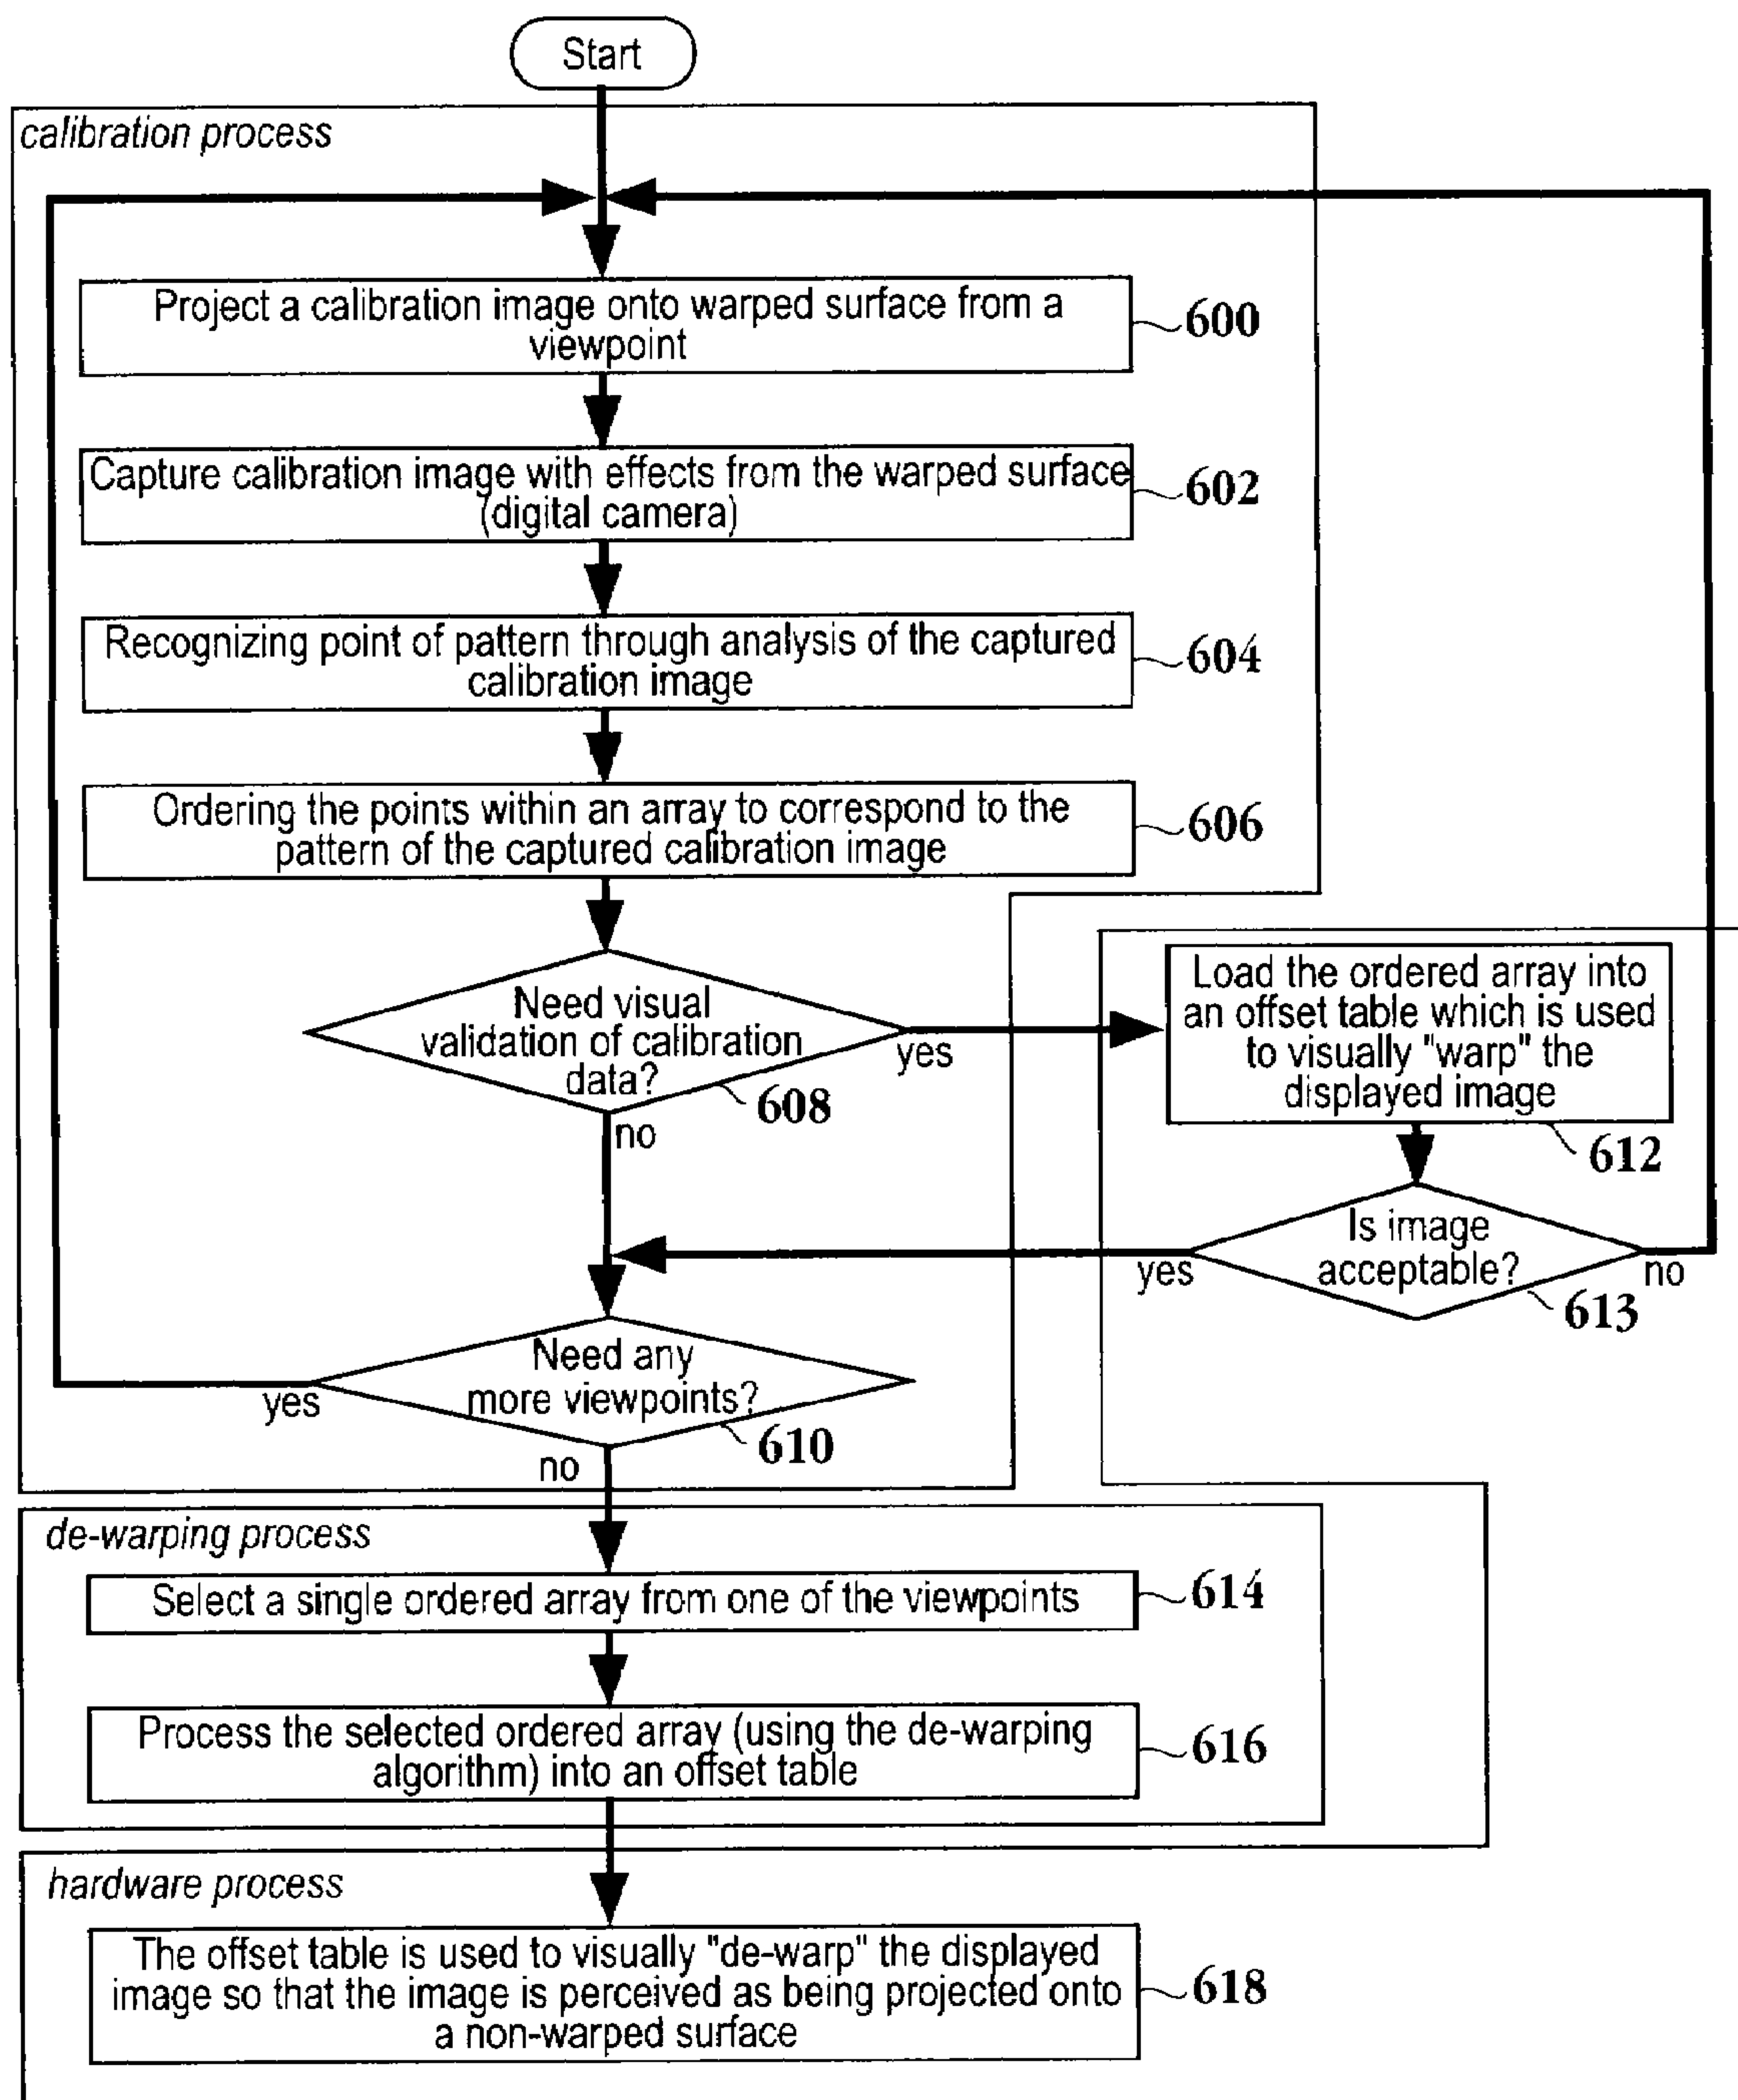 Start
calibration process
Project a calibration image onto warped surface from a
viewpoint
600
Capture calibration image with effects from the warped surface
(digital camera)
602
Recognizing point of pattern through analysis of the captured
calibration image
604
Ordering the points within an array to correspond to the
pattern of the captured calibration image
606
Need visual
validation of calibration
data?
608
yes
no
Load the ordered array into
an offset table which is used
to visually "warp" the
displayed image
612
Is image
acceptable?
613
yes
no
Need any
more viewpoints?
610
yes
no
de-warping process
Select a single ordered array from one of the viewpoints
614
Process the selected ordered array (using the de-warping
algorithm) into an offset table
616
hardware process
The offset table is used to visually "de-warp" the displayed
image so that the image is perceived as being projected onto
a non-warped surface
618